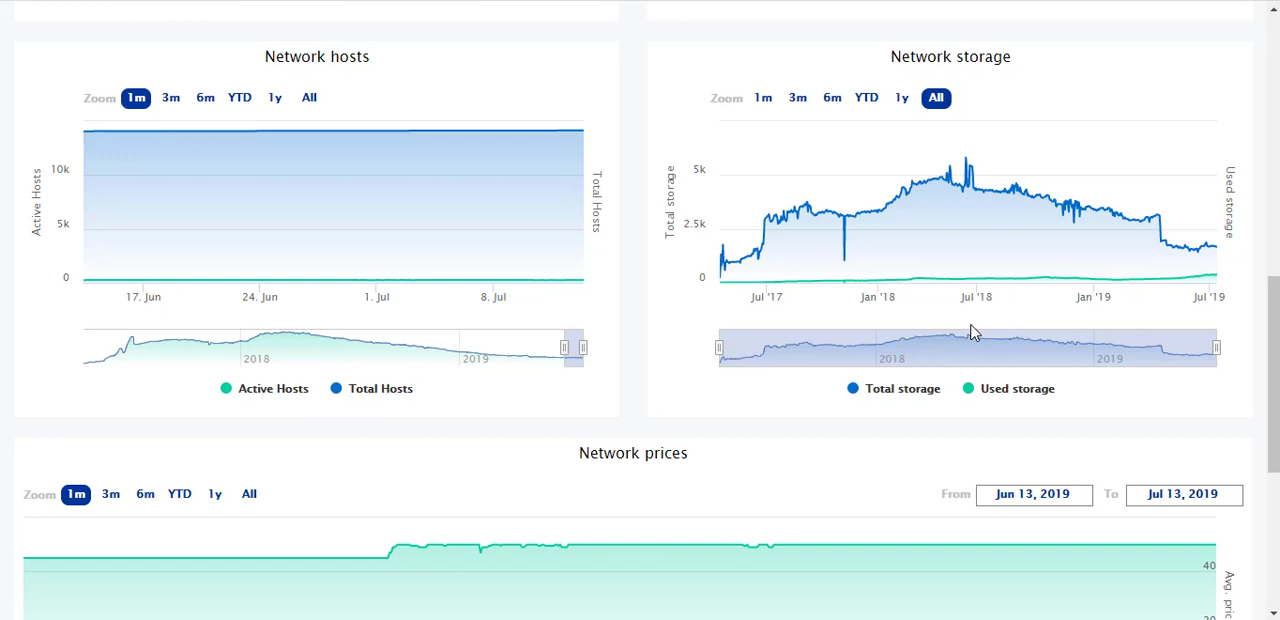 Network hosts
Zoom 1m 3m 6m YTD 1y All
Active Hosts
10k
5k
0
Total Hosts
17. Jun 24. Jun 1. Jul 8. Jul
2018 2019
Active Hosts Total Hosts
Network storage
Zoom 1m 3m 6m YTD 1y All
Total storage
5k
2.5k
0
Used storage
Jul '17 Jan '18 Jul '18 Jan '19 Jul '19
2018 2019
Total storage Used storage
Network prices
Zoom 1m 3m 6m YTD 1y All
From Jun 13, 2019 To Jul 13, 2019
40
Avg.